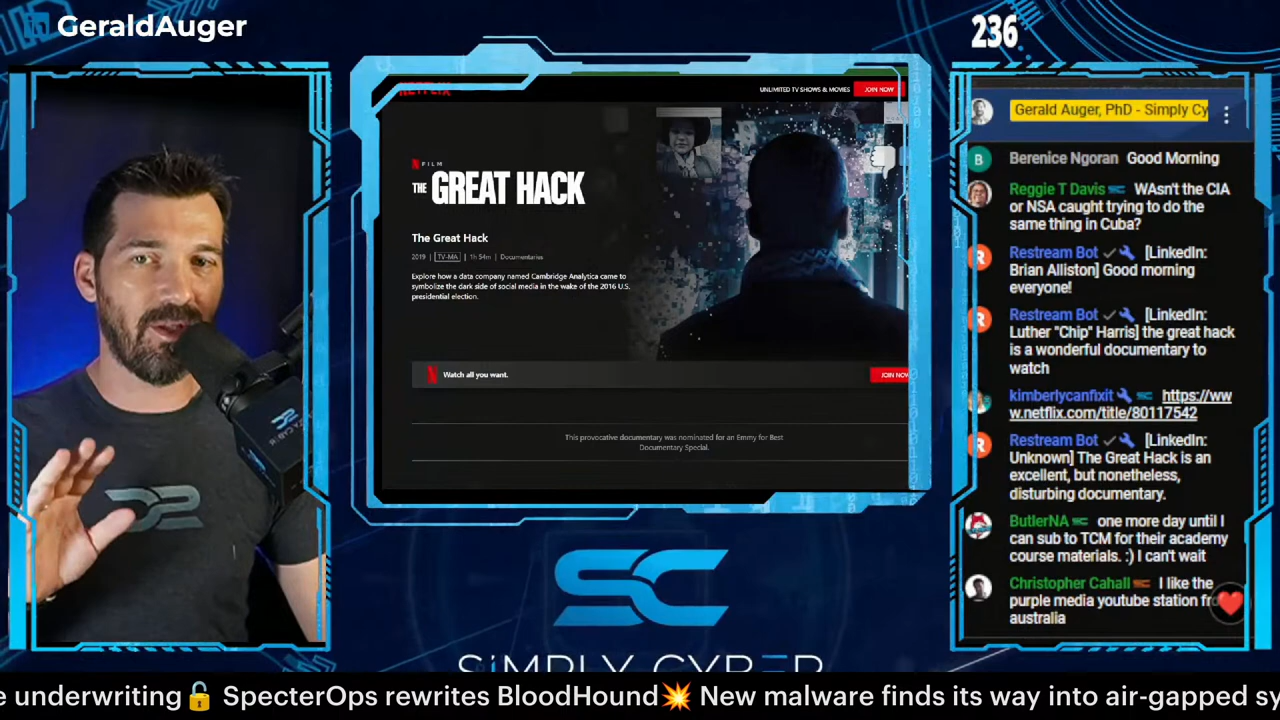 in GeraldAuger
236
NETFLIX
UNLIMITED TV SHOWS & MOVIES
JOIN NOW
N FILM
THE GREAT HACK
The Great Hack
2019 | TV-MA | 1h 54m | Documentaries
Explore how a data company named Cambridge Analytica came to
symbolize the dark side of social media in the wake of the 2016 U.S.
presidential election.
Watch all you want.
JOIN NOW
This provocative documentary was nominated for an Emmy for Best
Documentary Special.
Gerald Auger, PhD - Simply Cy
B Berenice Ngoran Good Morning
Reggie T Davis WAsn't the CIA
or NSA caught trying to do the
same thing in Cuba?
R Restream Bot [LinkedIn:
Brian Alliston] Good morning
everyone!
R Restream Bot [LinkedIn:
Luther "Chip" Harris] the great hack
is a wonderful documentary to
watch
kimberlycanfixit https://ww
w.netflix.com/title/80117542
R Restream Bot [LinkedIn:
Unknown] The Great Hack is an
excellent, but nonetheless,
disturbing documentary.
ButlerNA one more day until I
can sub to TCM for their academy
course materials. :) I can't wait
Christopher Cahall I like the
purple media youtube station fr
australia
SC
SIMPLY CYBER
e underwriting🔓 SpecterOps rewrites BloodHound💥 New malware finds its way into air-gapped sy